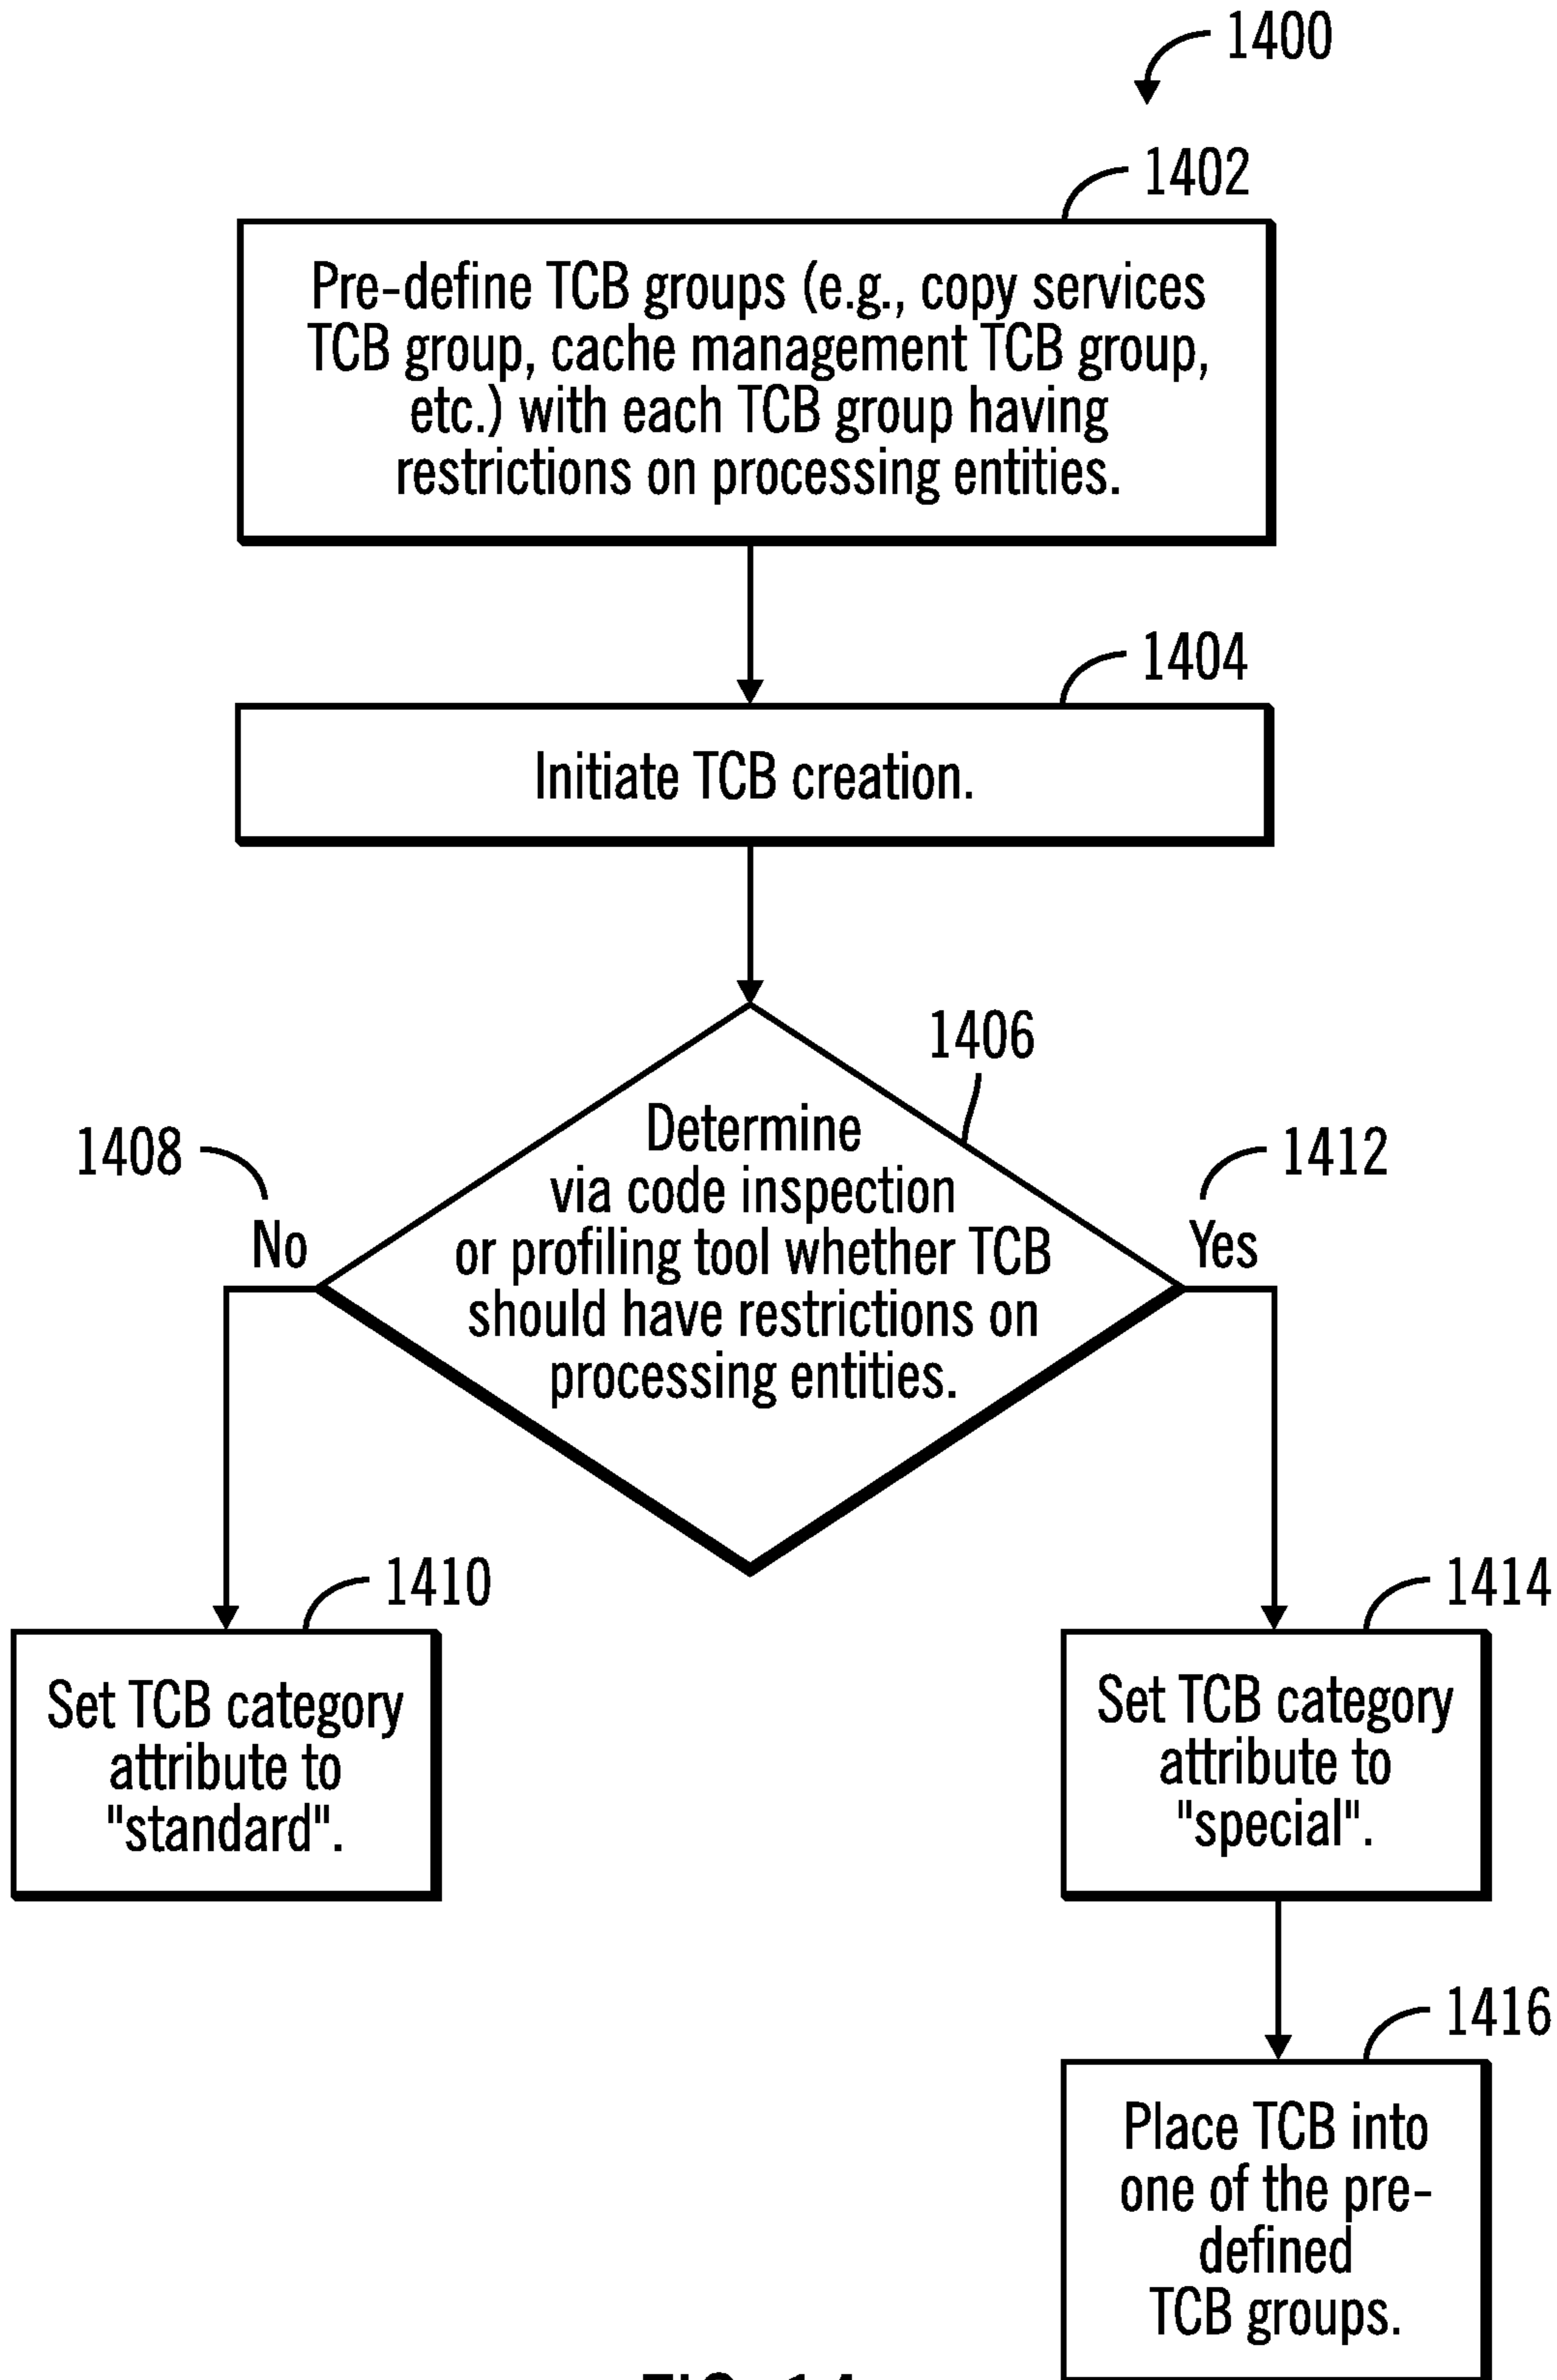 1400
1402
Pre-define TCB groups (e.g., copy services
TCB group, cache management TCB group,
etc.) with each TCB group having
restrictions on processing entities.
1404
Initiate TCB creation.
1406
Determine
via code inspection
or profiling tool whether TCB
should have restrictions on
processing entities.
1408
No
1412
Yes
1410
Set TCB category
attribute to
"standard".
1414
Set TCB category
attribute to
"special".
1416
Place TCB into
one of the pre-
defined
TCB groups.